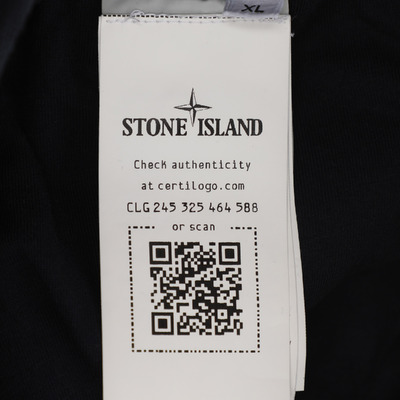 XL
STONE ISLAND
Check authenticity
at certilogo.com
CLG 245 325 464 588
or scan